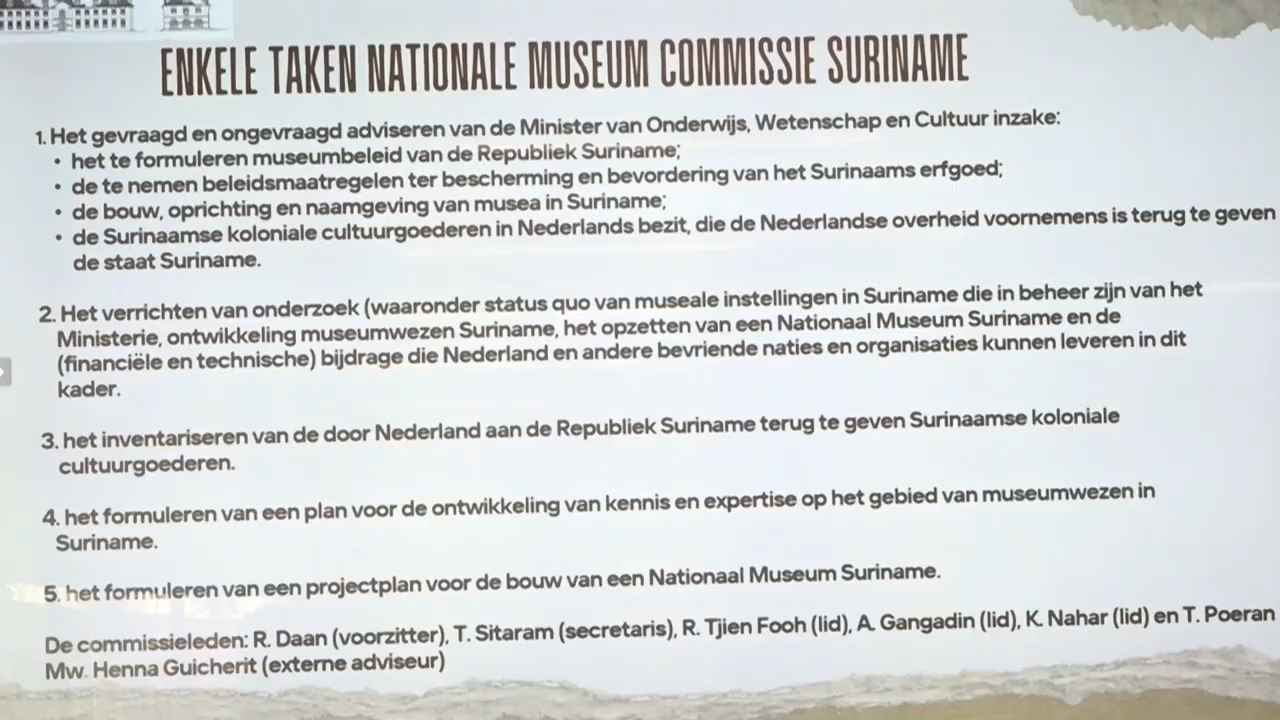 ENKELE TAKEN NATIONALE MUSEUM COMMISSIE SURINAME
1. Het gevraagd en ongevraagd adviseren van de Minister van Onderwijs, Wetenschap en Cultuur inzake:
• het te formuleren museumbeleid van de Republiek Suriname;
• de te nemen beleidsmaatregelen ter bescherming en bevordering van het Surinaams erfgoed;
• de bouw, oprichting en naamgeving van musea in Suriname;
• de Surinaamse koloniale cultuurgoederen in Nederlands bezit, die de Nederlandse overheid voornemens is terug te geven
de staat Suriname.
2. Het verrichten van onderzoek (waaronder status quo van museale instellingen in Suriname die in beheer zijn van het
Ministerie, ontwikkeling museumwezen Suriname, het opzetten van een Nationaal Museum Suriname en de
(financiële en technische) bijdrage die Nederland en andere bevriende naties en organisaties kunnen leveren in dit
kader.
3. het inventariseren van de door Nederland aan de Republiek Suriname terug te geven Surinaamse koloniale
cultuurgoederen.
4. het formuleren van een plan voor de ontwikkeling van kennis en expertise op het gebied van museumwezen in
Suriname.
5. het formuleren van een projectplan voor de bouw van een Nationaal Museum Suriname.
De commissieleden: R. Daan (voorzitter), T. Sitaram (secretaris), R. Tjien Fooh (lid), A. Gangadin (lid), K. Nahar (lid) en T. Poeran
Mw. Henna Guicherit (externe adviseur)